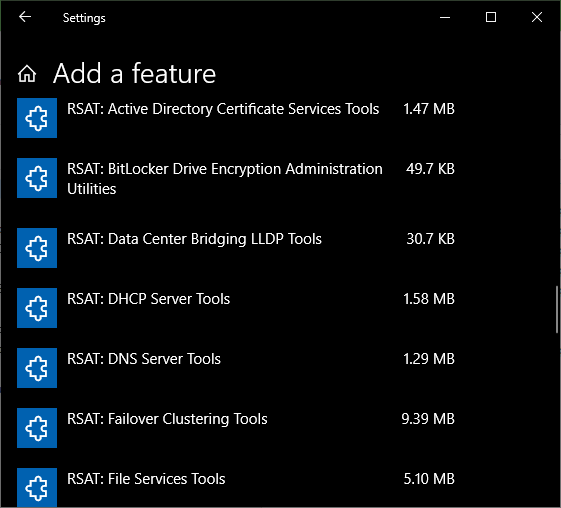 Settings
Add a feature
RSAT: Active Directory Certificate Services Tools 1.47 MB
RSAT: BitLocker Drive Encryption Administration 49.7 KB
Utilities
RSAT: Data Center Bridging LLDP Tools 30.7 KB
RSAT: DHCP Server Tools 1.58 MB
RSAT: DNS Server Tools 1.29 MB
RSAT: Failover Clustering Tools 9.39 MB
RSAT: File Services Tools 5.10 MB